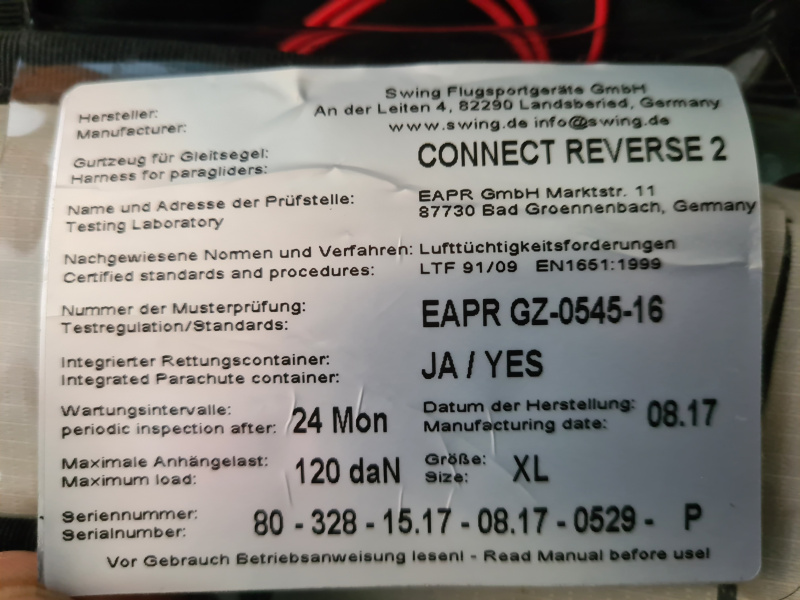 Hersteller:
Manufacturer:
Swing Flugsportgeräte GmbH
An der Leiten 4, 82290 Landsberied, Germany
www.swing.de info@swing.de
Gurtzeug für Gleitsegel:
Harness for paragliders:
CONNECT REVERSE 2
Name und Adresse der Prüfstelle:
Testing Laboratory
EAPR GmbH Marktstr. 11
87730 Bad Groennenbach, Germany
Nachgewiesene Normen und Verfahren: Lufttüchtigkeitsforderungen
Certified standards and procedures: LTF 91/09 EN1651:1999
Nummer der Musterprüfung:
Testregulation/Standards:
EAPR GZ-0545-16
Integrierter Rettungscontainer:
Integrated Parachute container:
JA / YES
Wartungsintervalle:
periodic inspection after:
24 Mon
Datum der Herstellung:
Manufacturing date:
08.17
Maximale Anhängelast:
Maximum load:
120 daN
Größe:
Size:
XL
Seriennummer:
Serialnumber:
80 - 328 - 15.17 - 08.17 - 0529 - P
Vor Gebrauch Betriebsanweisung lesen! - Read Manual before use!